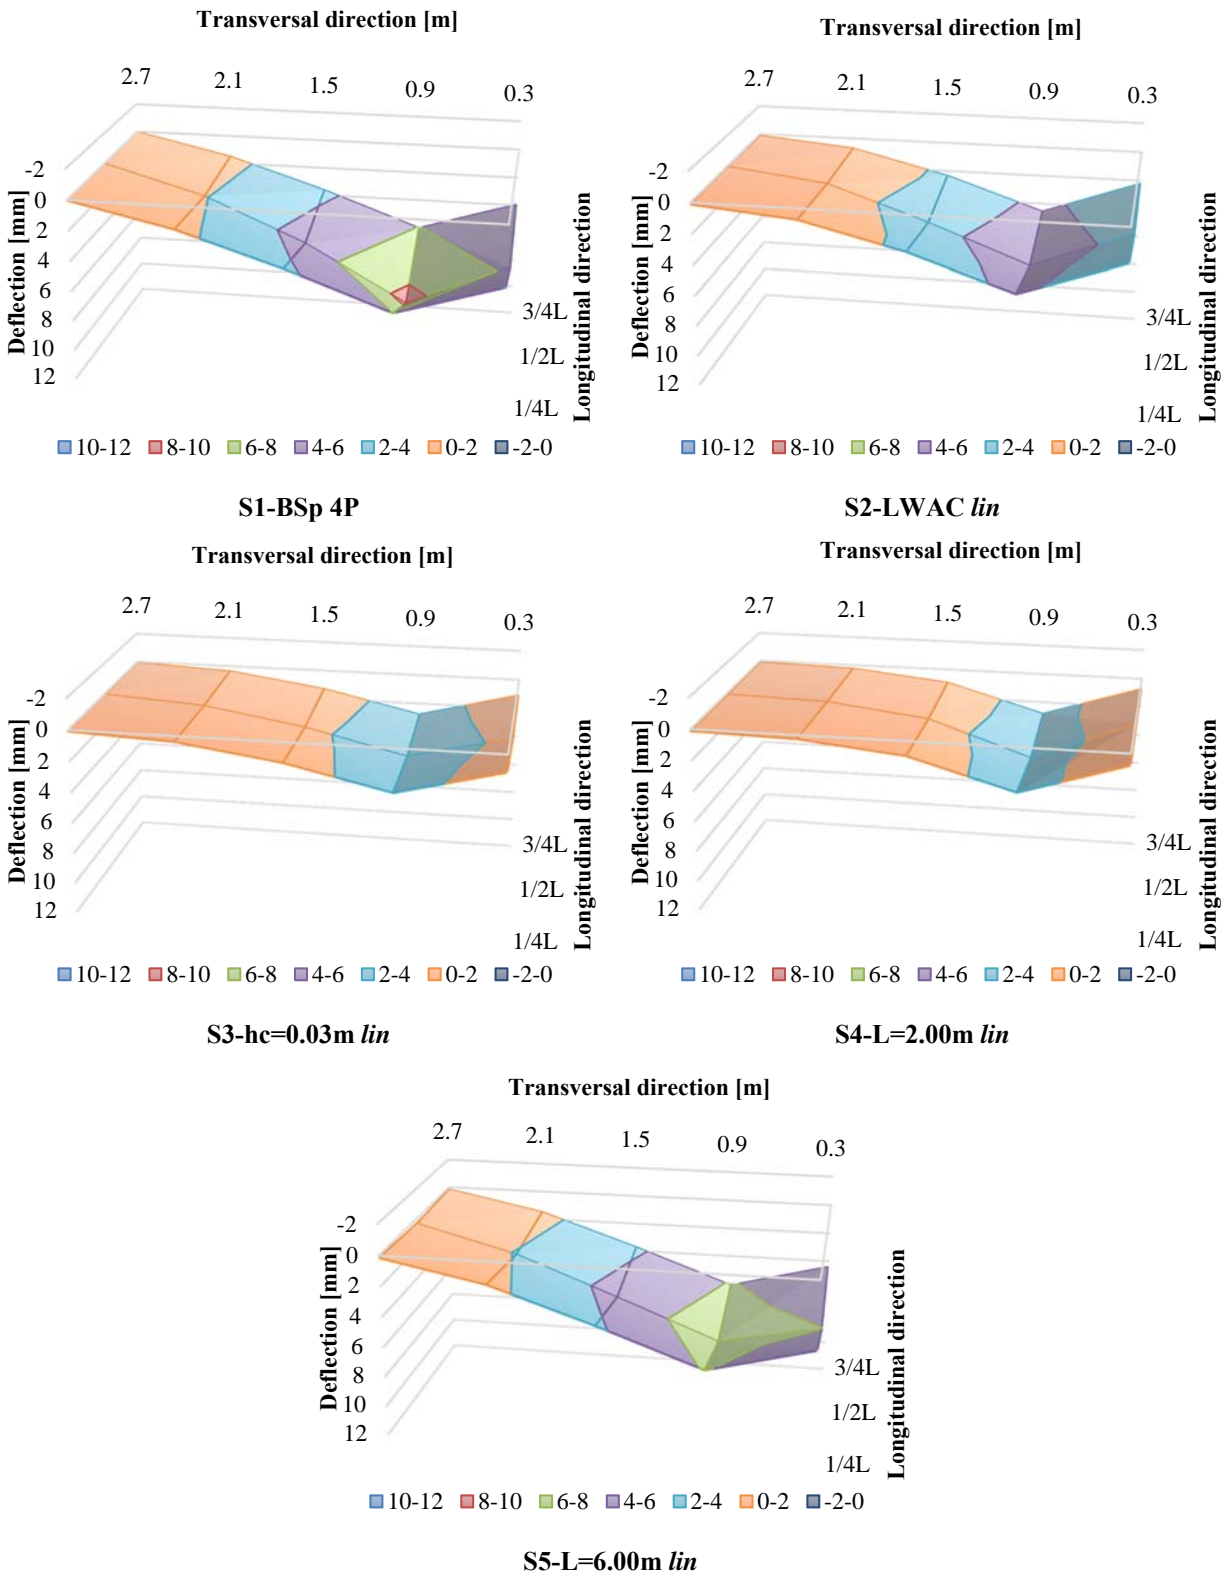 Transversal direction [m]
2.7 2.1 1.5 0.9 0.3
Deflection [mm]
-2
0
2
4
6
8
10
12
3/4L
1/2L
1/4L
Longitudinal direction
10-12 8-10 6-8 4-6 2-4 0-2 -2-0
S1-BSp 4P
Transversal direction [m]
2.7 2.1 1.5 0.9 0.3
Deflection [mm]
-2
0
2
4
6
8
10
12
3/4L
1/2L
1/4L
Longitudinal direction
10-12 8-10 6-8 4-6 2-4 0-2 -2-0
S2-LWAC lin
Transversal direction [m]
2.7 2.1 1.5 0.9 0.3
Deflection [mm]
-2
0
2
4
6
8
10
12
3/4L
1/2L
1/4L
Longitudinal direction
10-12 8-10 6-8 4-6 2-4 0-2 -2-0
S3-hc=0.03m lin
Transversal direction [m]
2.7 2.1 1.5 0.9 0.3
Deflection [mm]
-2
0
2
4
6
8
10
12
3/4L
1/2L
1/4L
Longitudinal direction
10-12 8-10 6-8 4-6 2-4 0-2 -2-0
S4-L=2.00m lin
Transversal direction [m]
2.7 2.1 1.5 0.9 0.3
Deflection [mm]
-2
0
2
4
6
8
10
12
3/4L
1/2L
1/4L
Longitudinal direction
10-12 8-10 6-8 4-6 2-4 0-2 -2-0
S5-L=6.00m lin